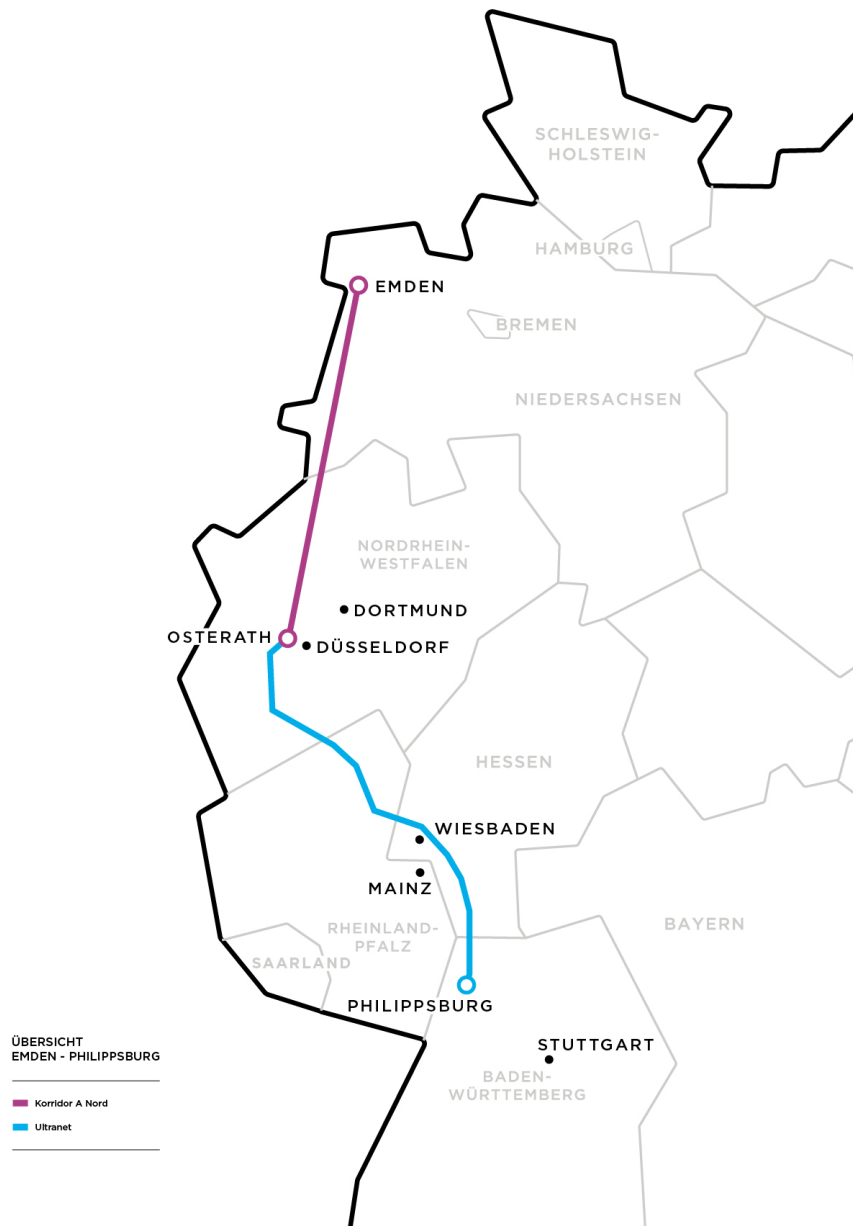 SCHLESWIG-
HOLSTEIN
HAMBURG
EMDEN
BREMEN
NIEDERSACHSEN
NORDRHEIN-
WESTFALEN
DORTMUND
OSTERATH
DÜSSELDORF
HESSEN
WIESBADEN
MAINZ
RHEINLAND-
PFALZ
BAYERN
SAARLAND
PHILIPPSBURG
STUTTGART
BADEN-
WÜRTTEMBERG
ÜBERSICHT
EMDEN - PHILIPPSBURG
Korridor A Nord
Ultranet